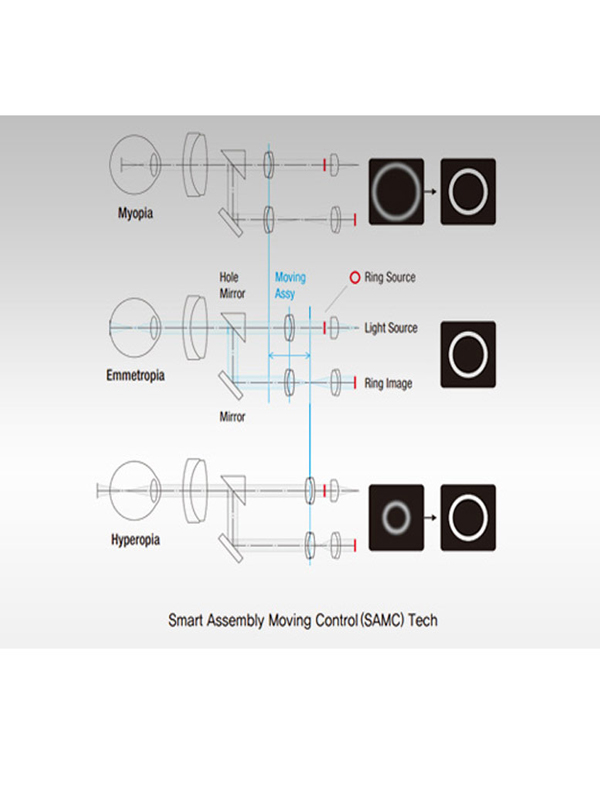 Myopia
Hole
Mirror
Moving
Assy
Ring Source
Light Source
Emmetropia
Ring Image
Mirror
Hyperopia
Smart Assembly Moving Control (SAMC) Tech